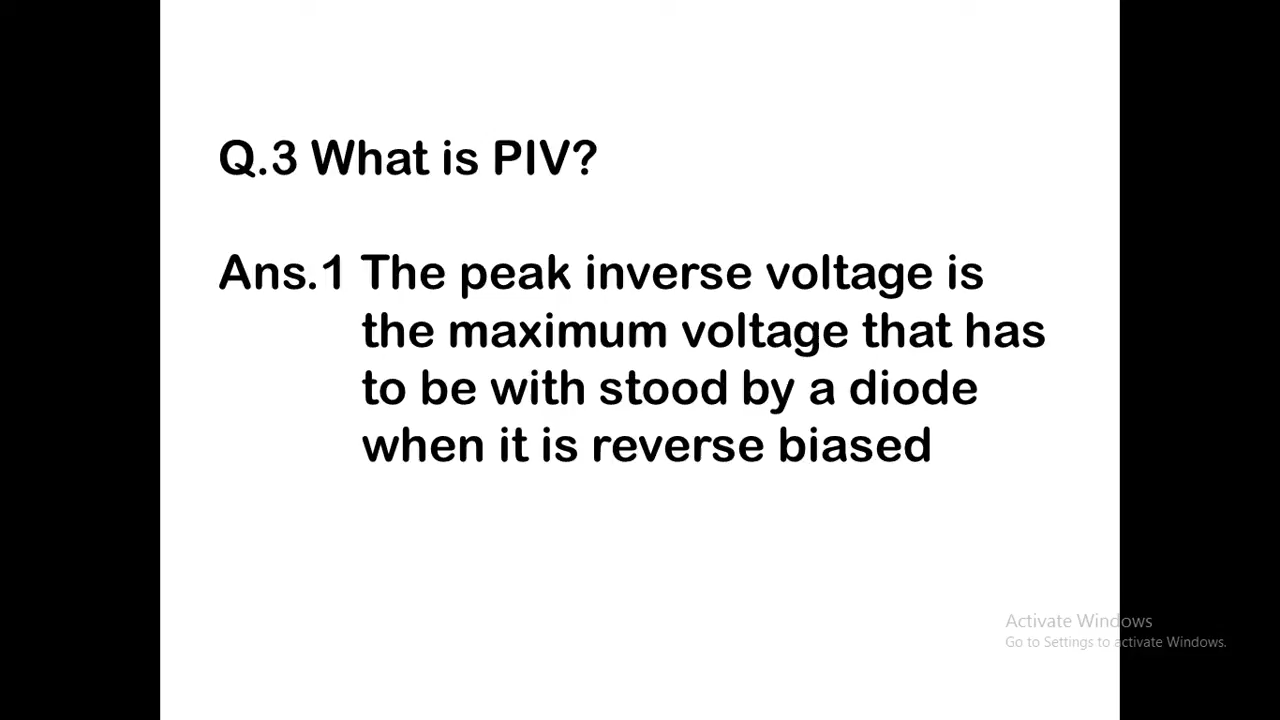 Q.3 What is PIV?
Ans.1 The peak inverse voltage is
the maximum voltage that has
to be with stood by a diode
when it is reverse biased
Activate Windows
Go to Settings to activate Windows.